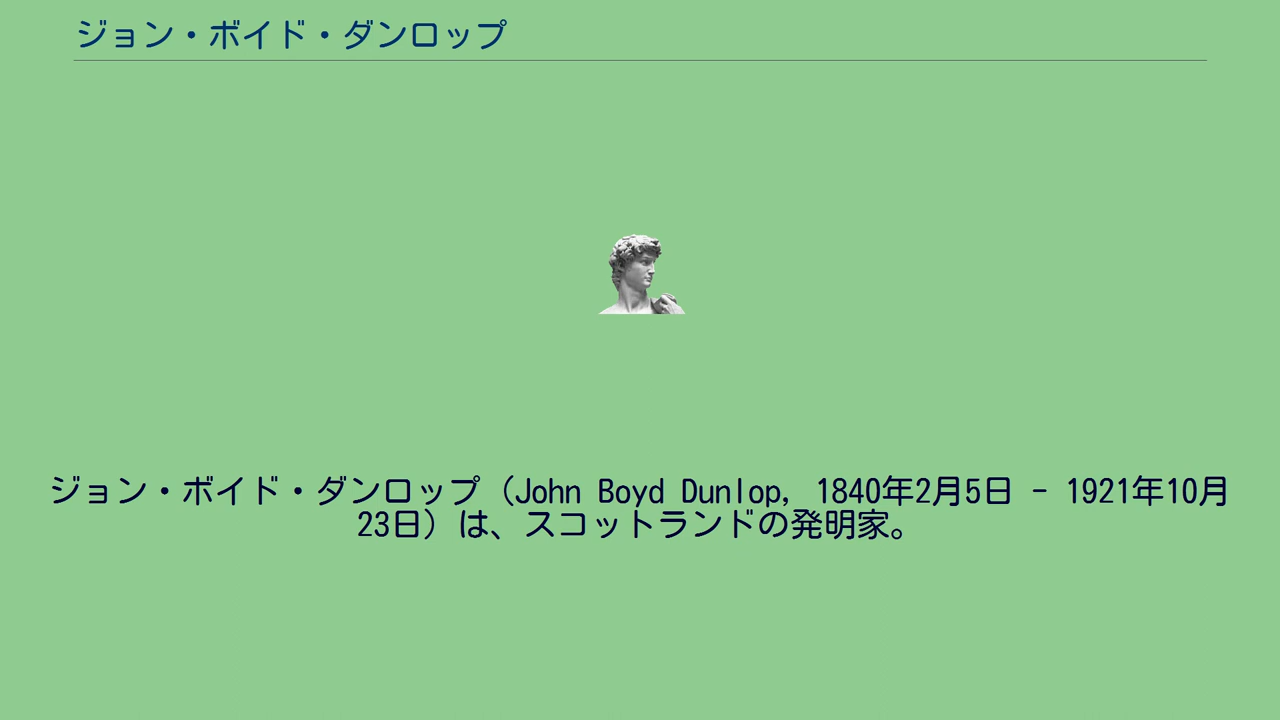 ジョン・ボイド・ダンロップ
ジョン・ボイド・ダンロップ（John Boyd Dunlop, 1840年2月5日 - 1921年10月
23日）は、スコットランドの発明家。